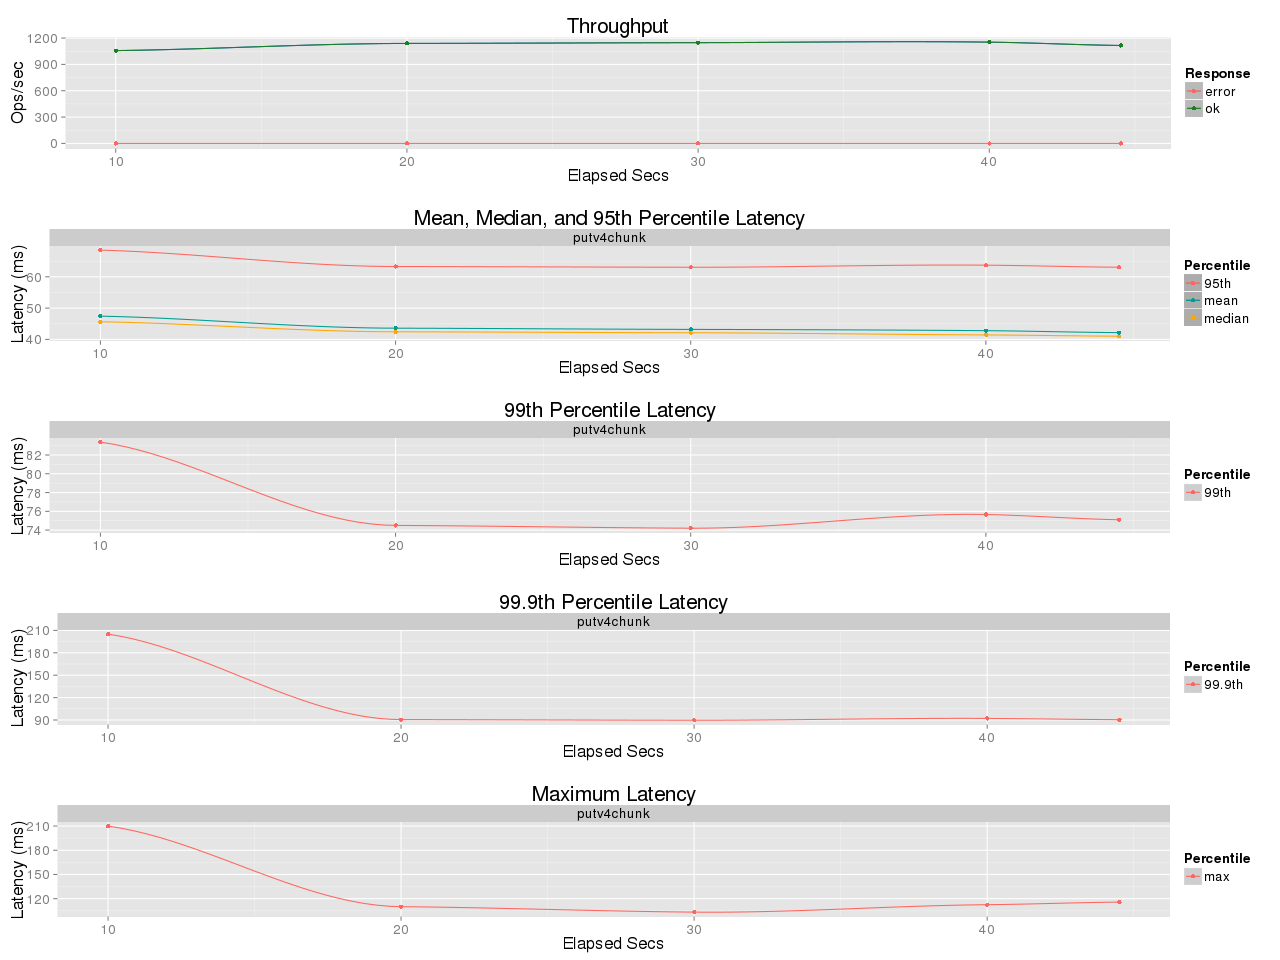 Throughput
1200
900
600
300
0
Ops/sec
10 20 30 40
Elapsed Secs
Response
error
ok
Mean, Median, and 95th Percentile Latency
putv4chunk
60
50
40
Latency (ms)
10 20 30 40
Elapsed Secs
Percentile
95th
mean
median
99th Percentile Latency
putv4chunk
82
80
78
76
74
Latency (ms)
10 20 30 40
Elapsed Secs
Percentile
99th
99.9th Percentile Latency
putv4chunk
210
180
150
120
90
Latency (ms)
10 20 30 40
Elapsed Secs
Percentile
99.9th
Maximum Latency
putv4chunk
210
180
150
120
Latency (ms)
10 20 30 40
Elapsed Secs
Percentile
max